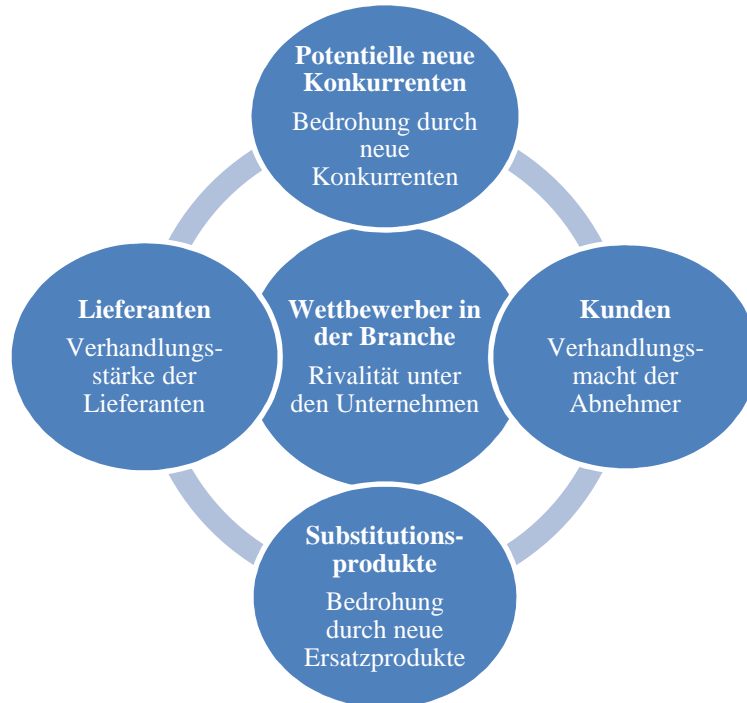 Potentielle neue
Konkurrenten
Bedrohung durch
neue
Konkurrenten
Lieferanten
Verhandlungs-
stärke der
Lieferanten
Wettbewerber in
der Branche
Rivalität unter
den Unternehmen
Kunden
Verhandlungs-
macht der
Abnehmer
Substitutions-
produkte
Bedrohung
durch neue
Ersatzprodukte